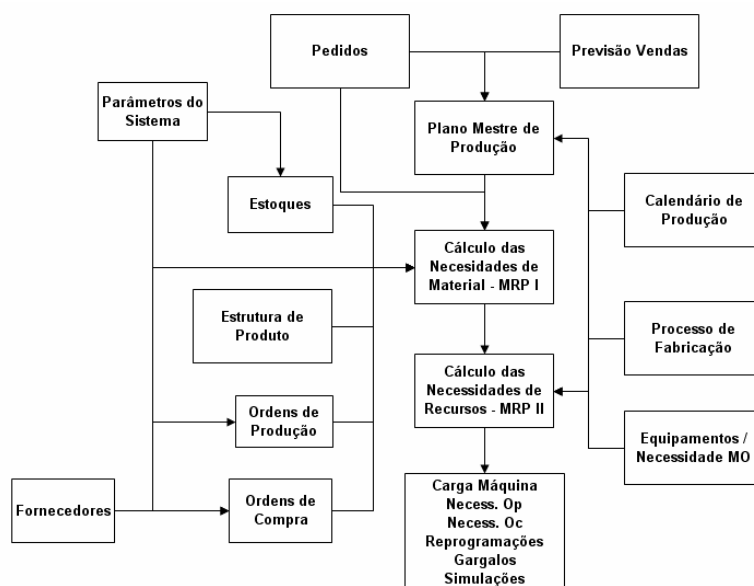 Pedidos
Previsão Vendas
Parâmetros do
Sistema
Plano Mestre de
Produção
Estoques
Calendário de
Produção
Cálculo das
Necesidades de
Material - MRP I
Estrutura de
Produto
Processo de
Fabricação
Cálculo das
Necessidades de
Recursos - MRP II
Ordens de
Produção
Equipamentos /
Necessidade MO
Fornecedores
Ordens de
Compra
Carga Máquina
Necess. Op
Necess. Oc
Reprogramações
Gargalos
Simulações